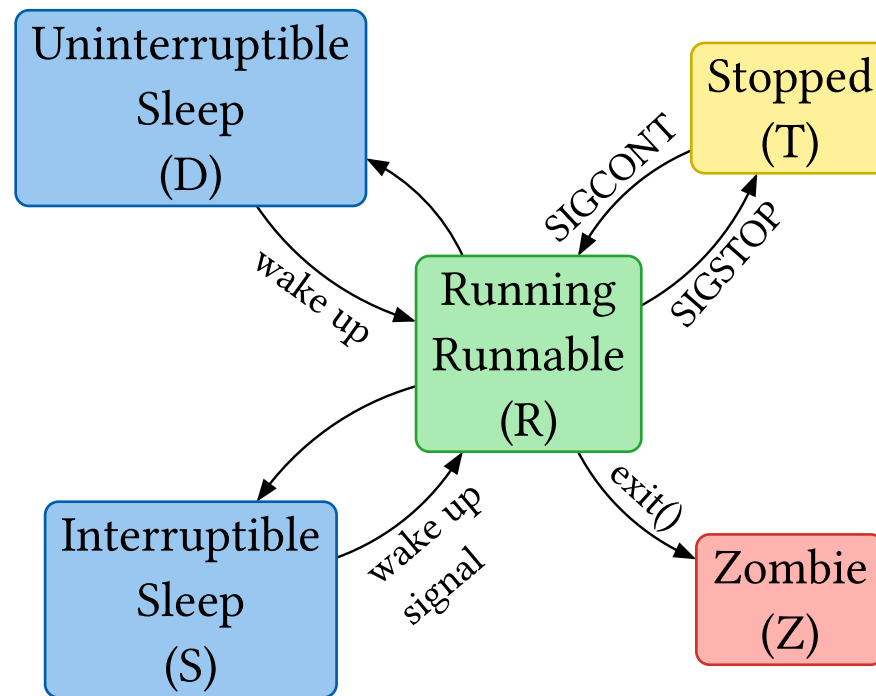 Uninterruptible
Sleep
(D)
Stopped
(T)
SIGCONT
SIGSTOP
wake up
Running
Runnable
(R)
wake up
signal
exit()
Interruptible
Sleep
(S)
Zombie
(Z)